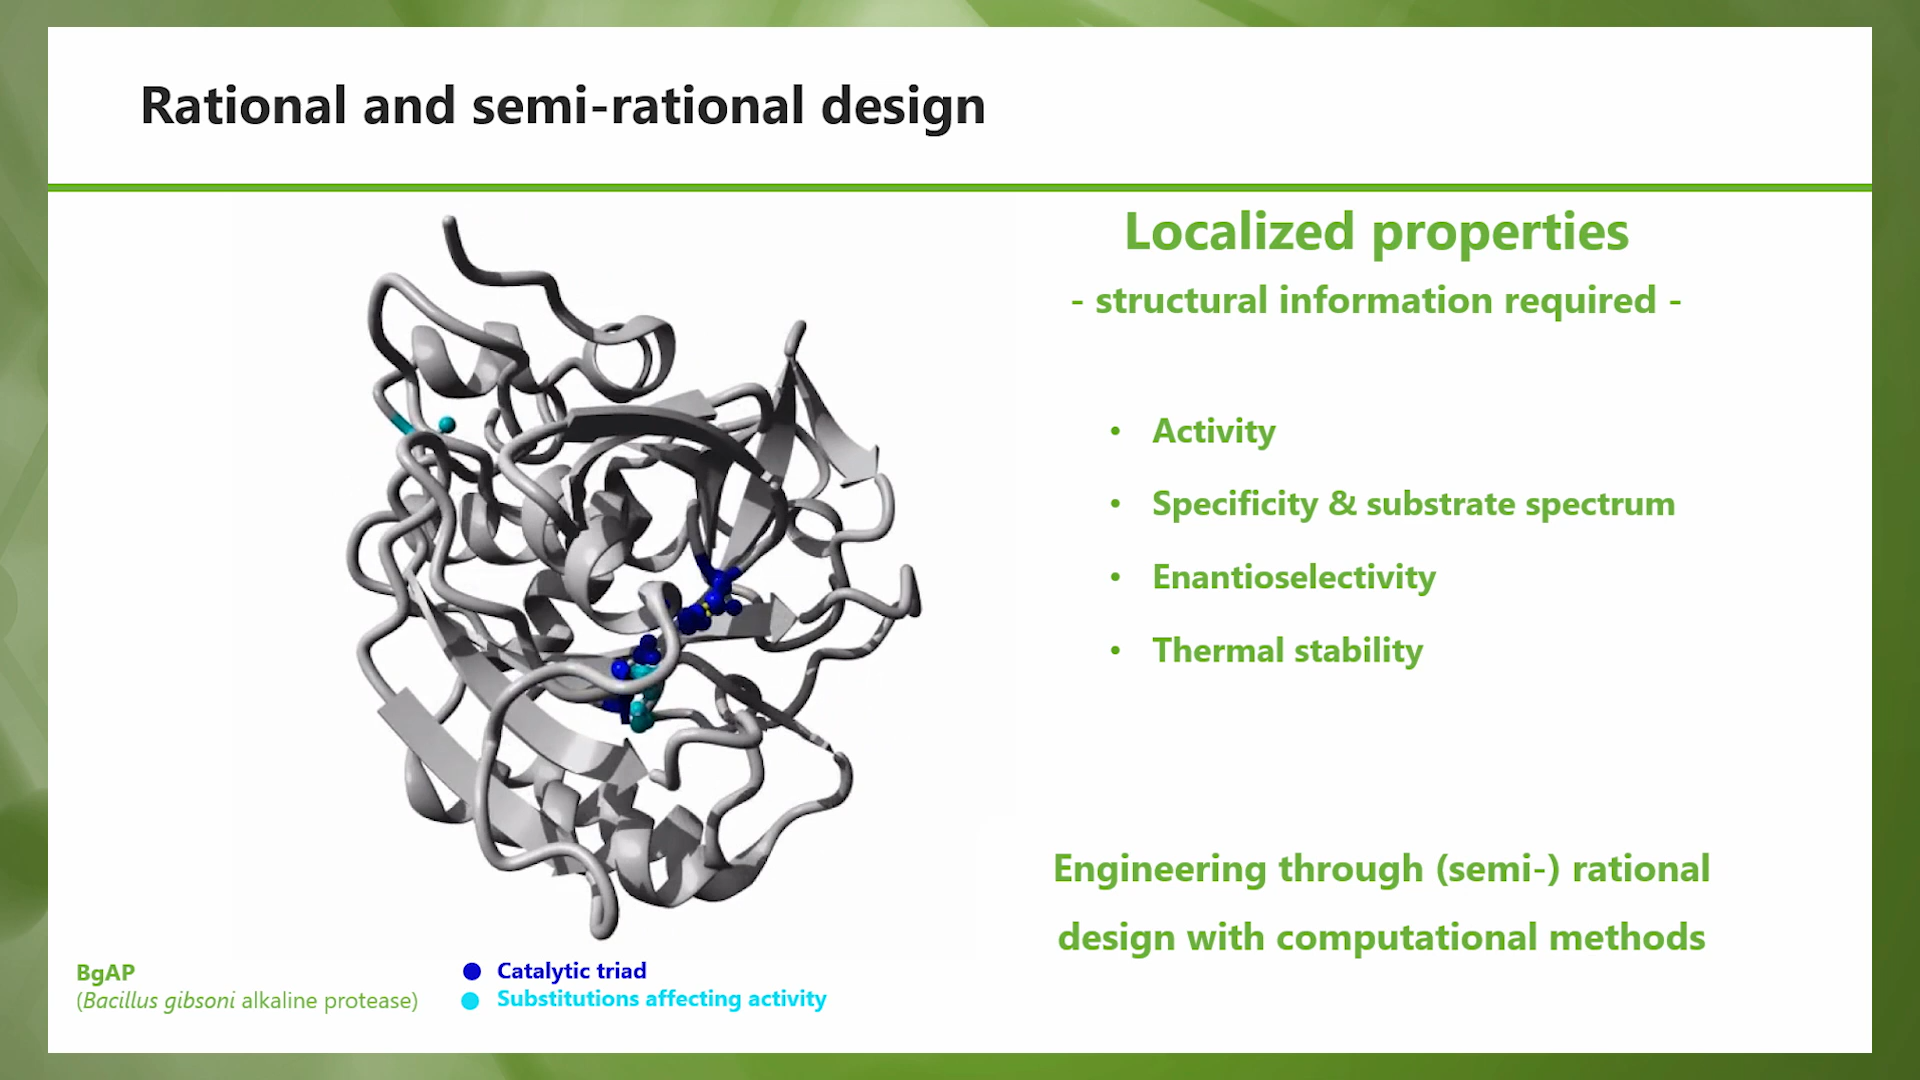 Rational and semi-rational design
Localized properties
- structural information required -
• Activity
• Specificity & substrate spectrum
• Enantioselectivity
• Thermal stability
Engineering through (semi-) rational
design with computational methods
BgAP
(Bacillus gibsoni alkaline protease)
Catalytic triad
Substitutions affecting activity